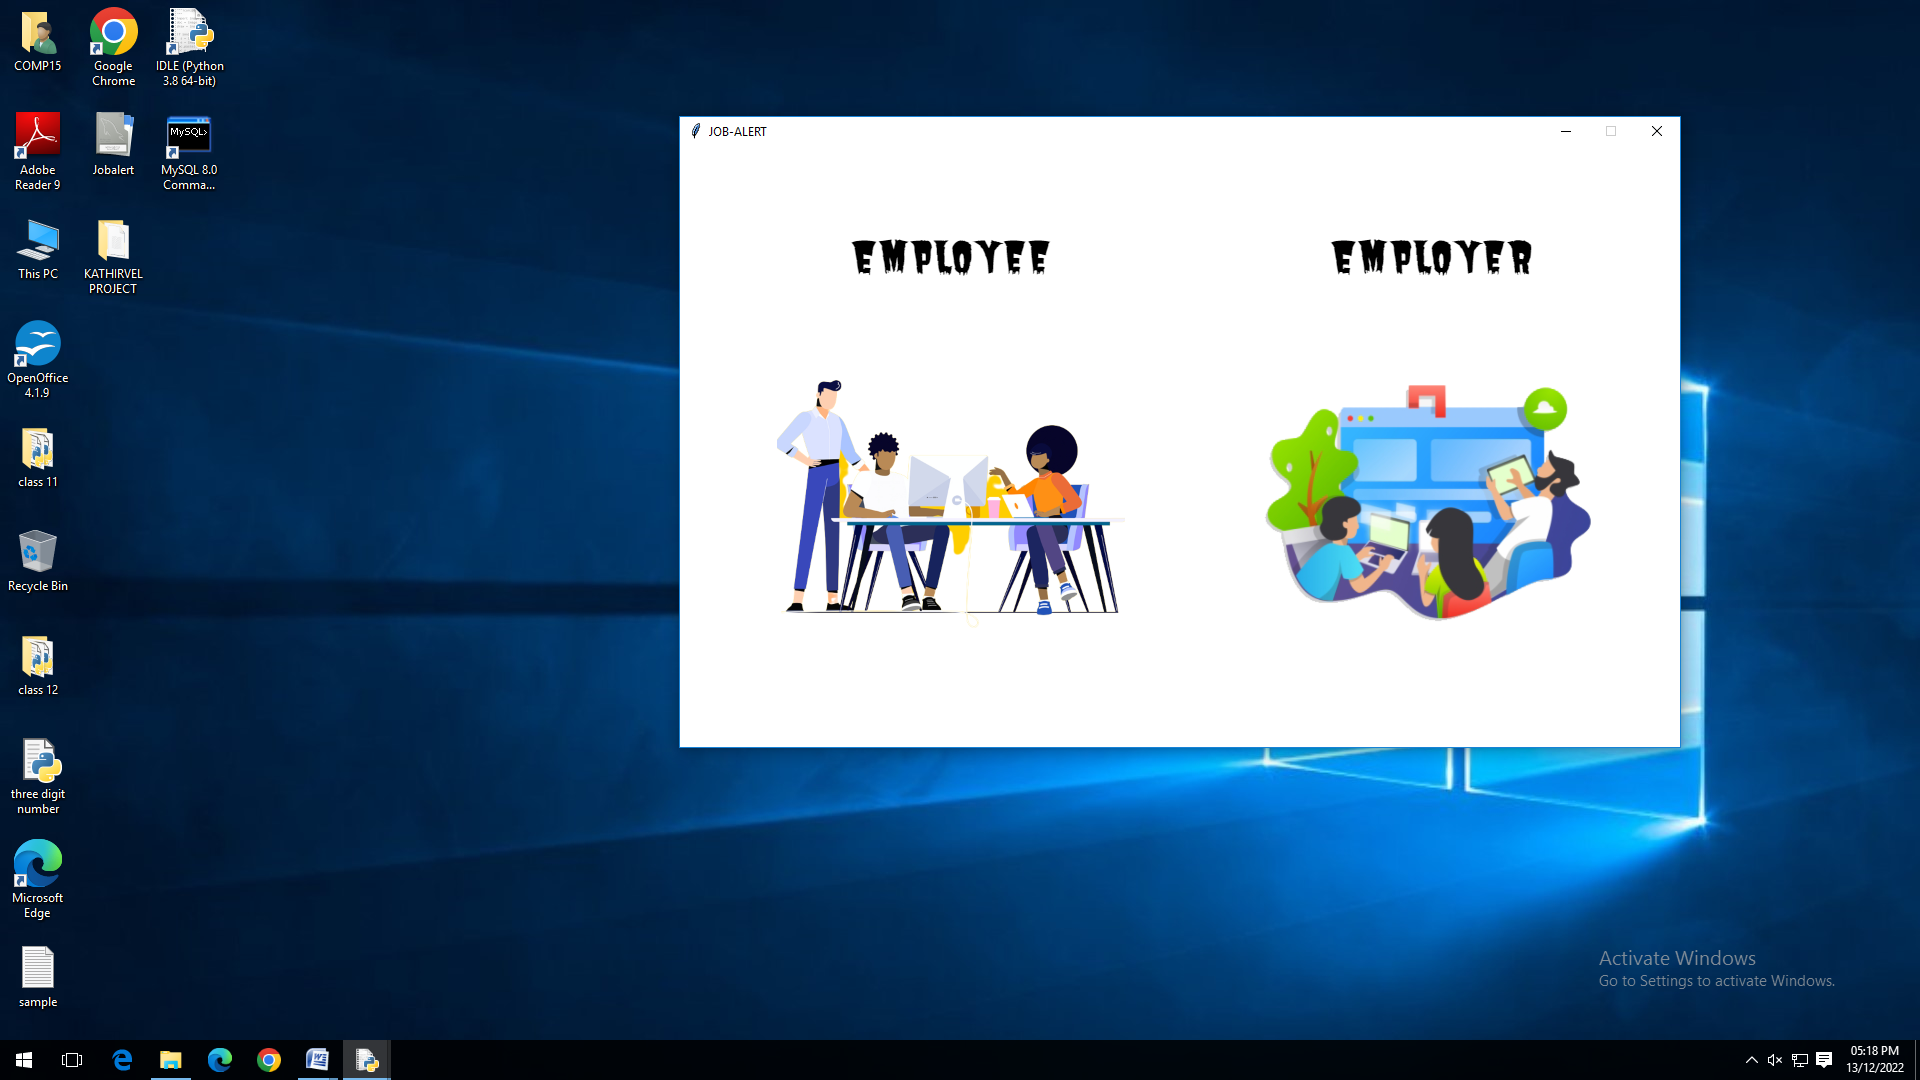 COMP15
Google
Chrome
IDLE (Python
3.8 64-bit)
Adobe
Reader 9
Jobalert
MySQL>
MySQL 8.0
Comma...
This PC
KATHIRVEL
PROJECT
OpenOffice
4.1.9
class 11
Recycle Bin
class 12
three digit
number
Microsoft
Edge
sample
JOB-ALERT
EMPLOYEE
EMPLOYER
Activate Windows
Go to Settings to activate Windows.
05:18 PM
13/12/2022